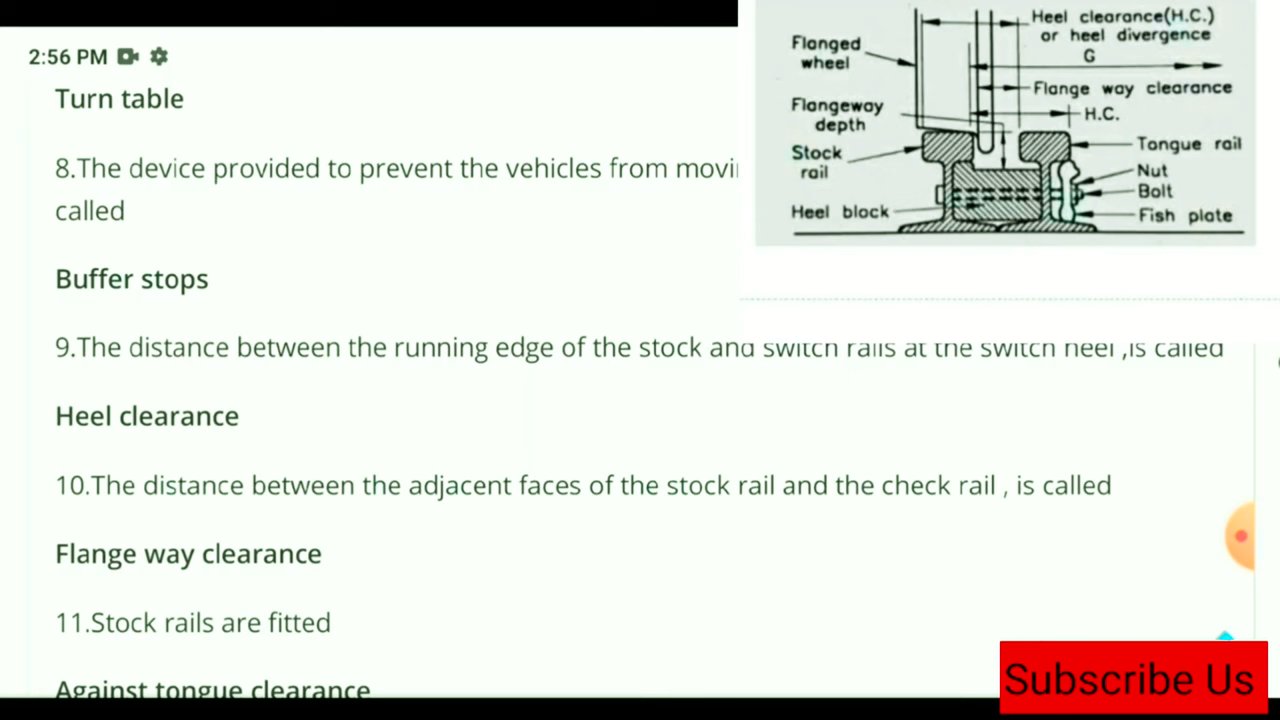 2:56 PM
Turn table
8.The device provided to prevent the vehicles from movi
called
Buffer stops
9.The distance between the running edge of the stock and switch rails at the switch heel ,is called
Heel clearance
10.The distance between the adjacent faces of the stock rail and the check rail , is called
Flange way clearance
11.Stock rails are fitted
Against tongue clearance
Heel clearance(H.C.)
or heel divergence
G
Flanged
wheel
Flange way clearance
Flangeway
depth
H.C.
Stock
rail
Tongue rail
Nut
Bolt
Heel block
Fish plate
Subscribe Us